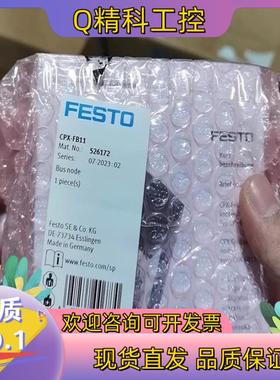 Q精科工控
FESTO
CPX-FB11
Mat. No. 526172
Series: 07-2023:02
Bus node
1 piece(s)
Festo SE & Co. KG
DE-73734 Esslingen
Made in Germany
www.festo.com/sp
FESTO
质
O.1
欢迎咨询可开发票
现货直发 品质保证